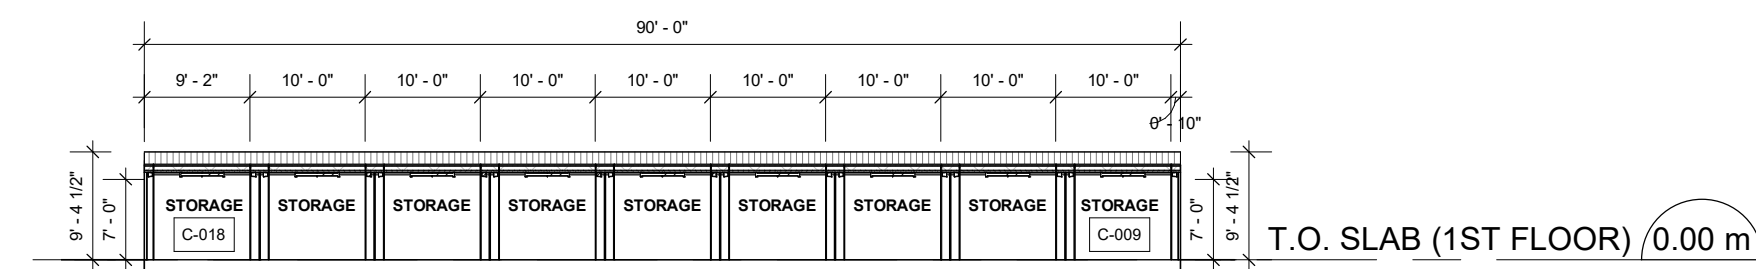 90' - 0"
9' - 2" 10' - 0" 10' - 0" 10' - 0" 10' - 0" 10' - 0" 10' - 0" 10' - 0" 10' - 0"
0' - 10"
9' - 4 1/2"
7' - 0"
STORAGE STORAGE STORAGE STORAGE STORAGE STORAGE STORAGE STORAGE STORAGE
C-018 C-009
7' - 0"
9' - 4 1/2"
T.O. SLAB (1ST FLOOR) 0.00 m